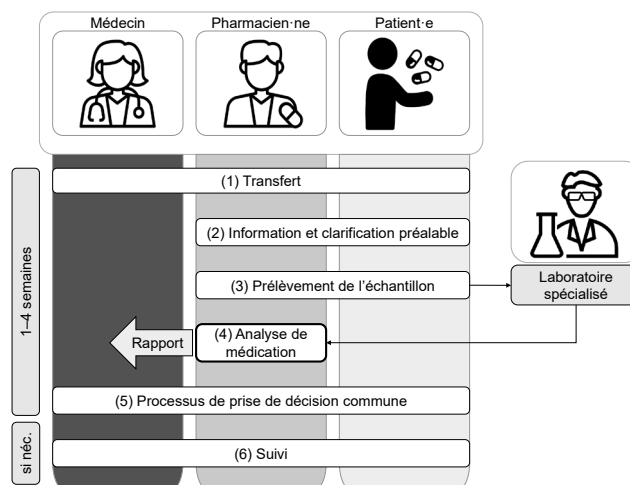 Médecin
Pharmacien·ne
Patient·e
(1) Transfert
(2) Information et clarification préalable
(3) Prélèvement de l’échantillon
Laboratoire
spécialisé
1–4 semaines
Rapport
(4) Analyse de
médication
(5) Processus de prise de décision commune
si néc.
(6) Suivi